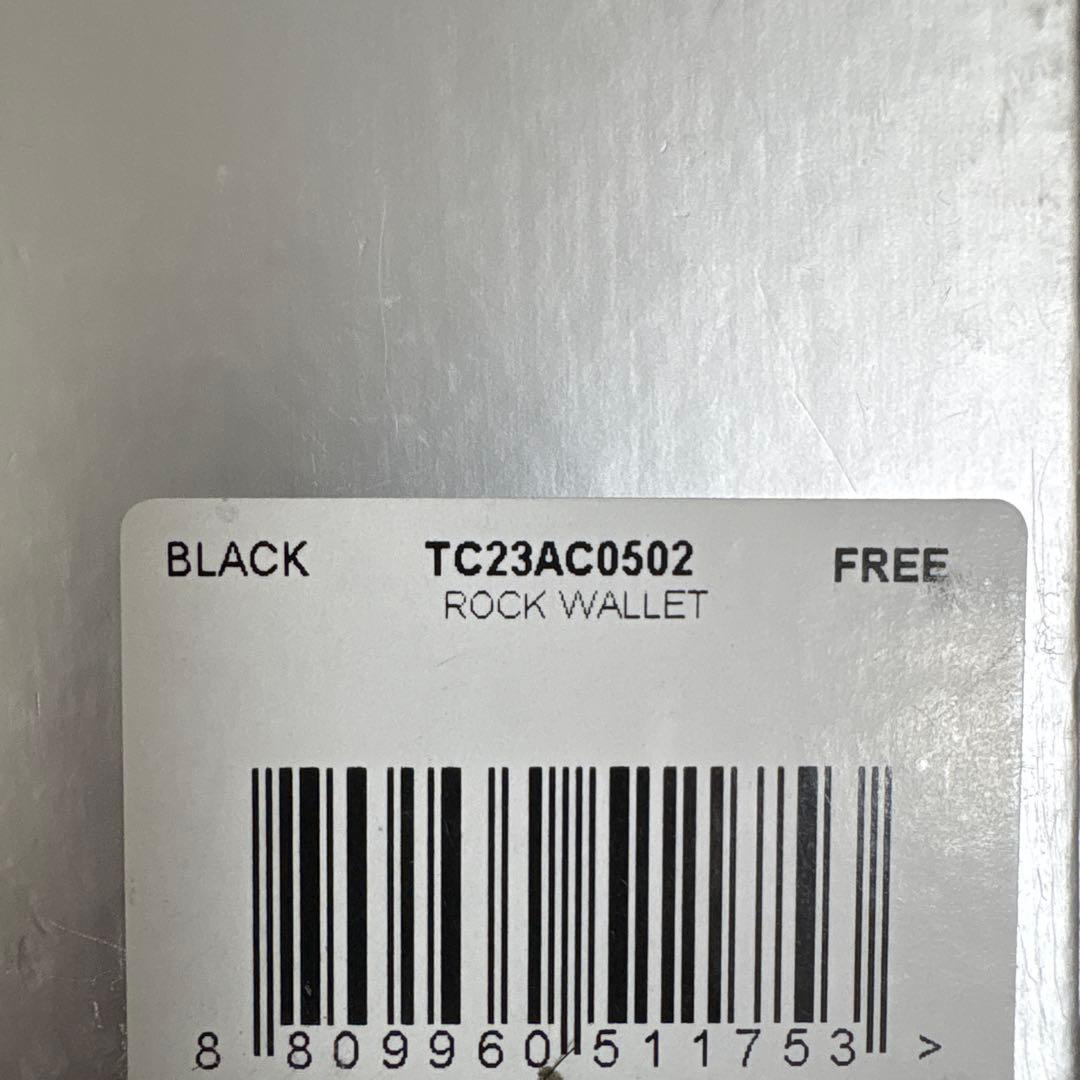 BLACK TC23AC0502 FREE
ROCK WALLET
8 809960 511753 >